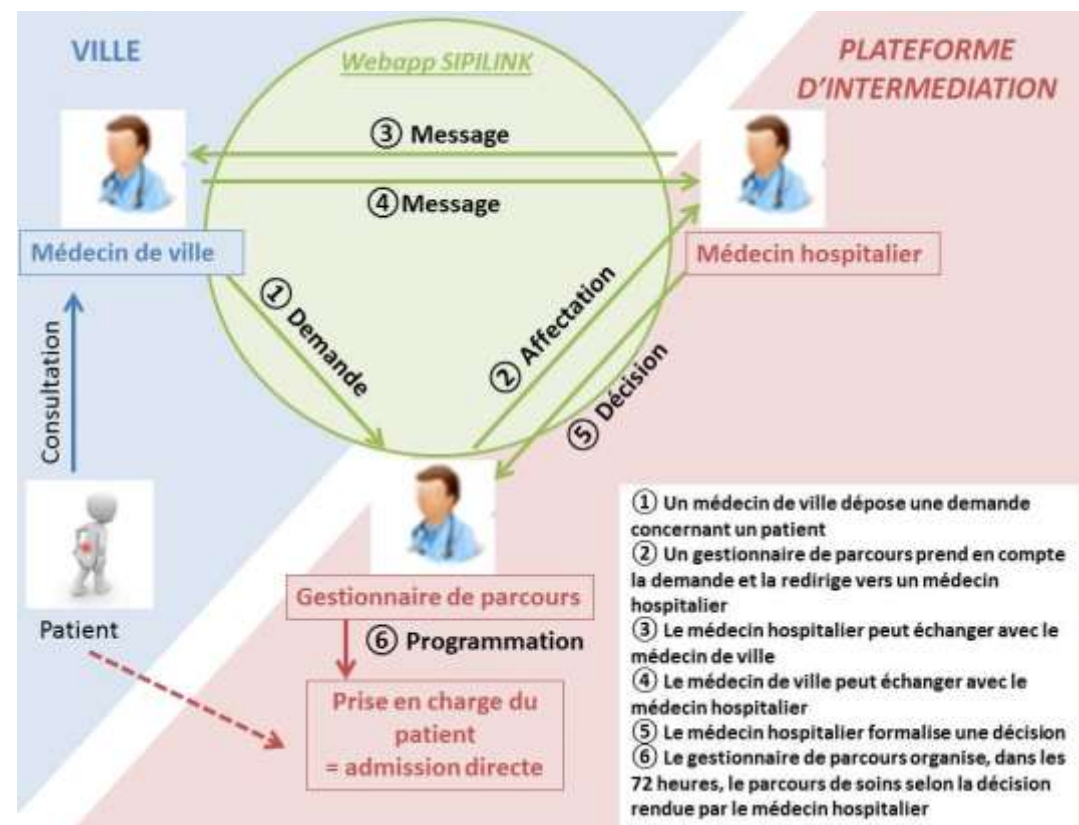 VILLE
Webapp SIPILINK
PLATEFORME
D'INTERMEDIATION
③ Message
④ Message
Médecin de ville
Médecin hospitalier
① Demande
② Affectation
⑤ Décision
Consultation
Patient
Gestionnaire de parcours
⑥ Programmation
Prise en charge du
patient
= admission directe
① Un médecin de ville dépose une demande
concernant un patient
② Un gestionnaire de parcours prend en compte
la demande et la redirige vers un médecin
hospitalier
③ Le médecin hospitalier peut échanger avec le
médecin de ville
④ Le médecin de ville peut échanger avec le
médecin hospitalier
⑤ Le médecin hospitalier formalise une décision
⑥ Le gestionnaire de parcours organise, dans les
72 heures, le parcours de soins selon la décision
rendue par le médecin hospitalier